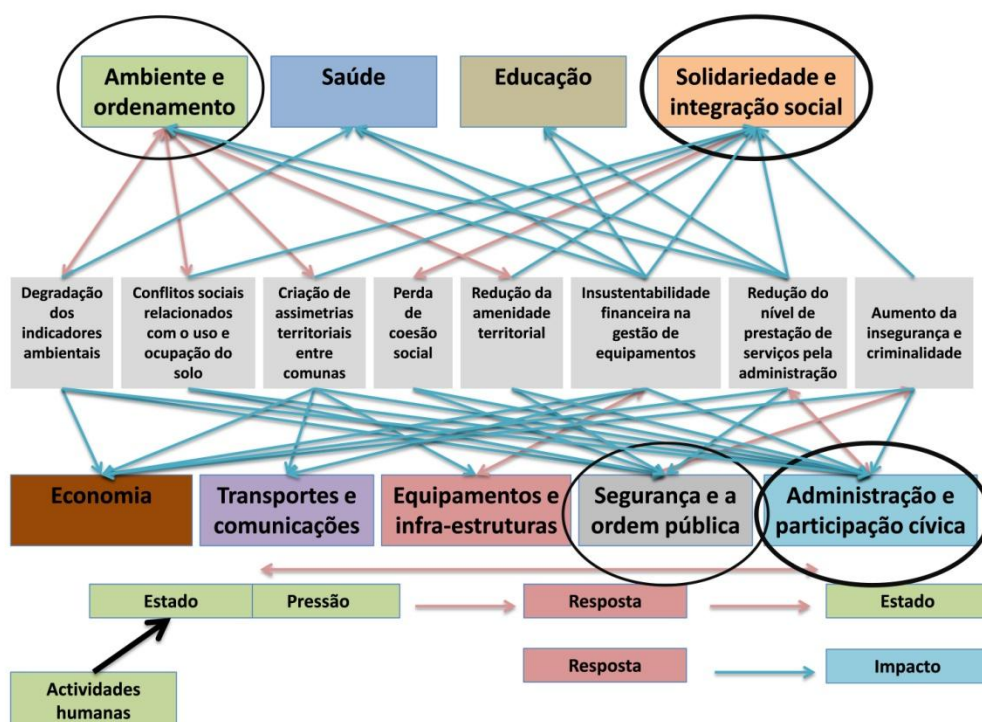 Ambiente e
ordenamento
Saúde
Educação
Solidariedade e
integração social
Degradação
dos
indicadores
ambientais
Conflitos sociais
relacionados
com o uso e
ocupação do
solo
Criação de
assimetrias
territoriais
entre
comunas
Perda
de
coesão
social
Redução da
amenidade
territorial
Insustentabilidade
financeira na
gestão de
equipamentos
Redução do
nível de
prestação de
serviços pela
administração
Aumento da
insegurança e
criminalidade
Economia
Transportes e
comunicações
Equipamentos e
infra-estruturas
Segurança e a
ordem pública
Administração e
participação cívica
Estado
Pressão
Resposta
Estado
Resposta
Impacto
Actividades
humanas